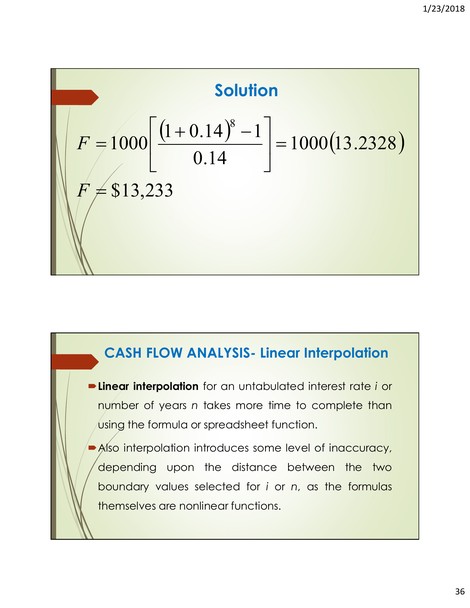 1/23/2018
Solution
F = 1000[((1 + 0.14)^8 − 1) / 0.14] = 1000(13.2328)
F = $13,233
CASH FLOW ANALYSIS- Linear Interpolation
Linear interpolation for an untabulated interest rate i or
number of years n takes more time to complete than
using the formula or spreadsheet function.
Also interpolation introduces some level of inaccuracy,
depending upon the distance between the two
boundary values selected for i or n, as the formulas
themselves are nonlinear functions.
36